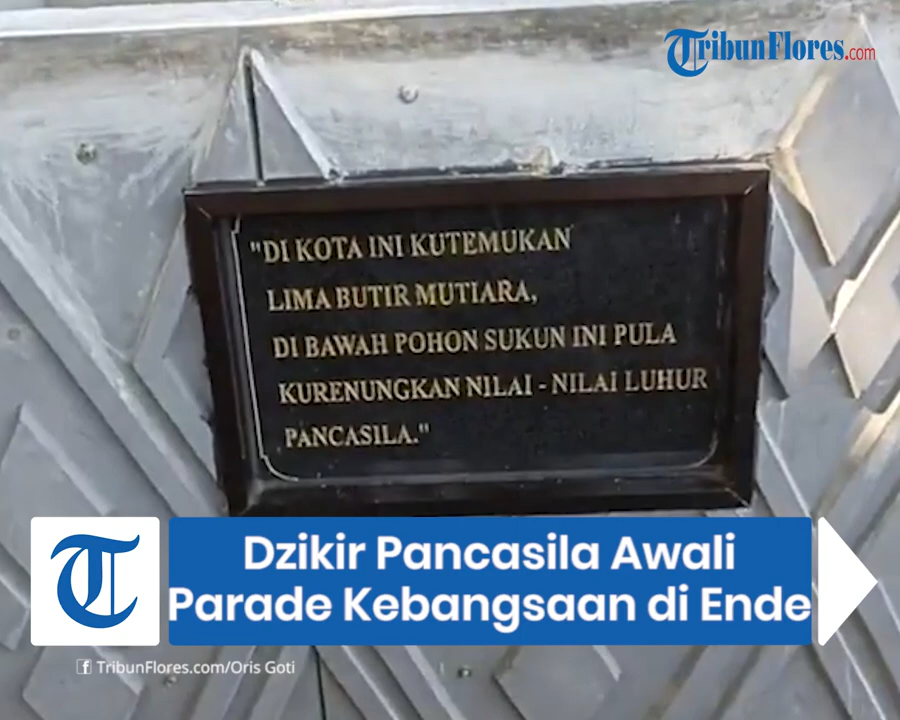 TribunFlores.com
"DI KOTA INI KUTEMUKAN
LIMA BUTIR MUTIARA,
DI BAWAH POHON SUKUN INI PULA
KURENUNGKAN NILAI - NILAI LUHUR
PANCASILA."
Dzikir Pancasila Awali
Parade Kebangsaan di Ende
TribunFlores.com/Oris Goti